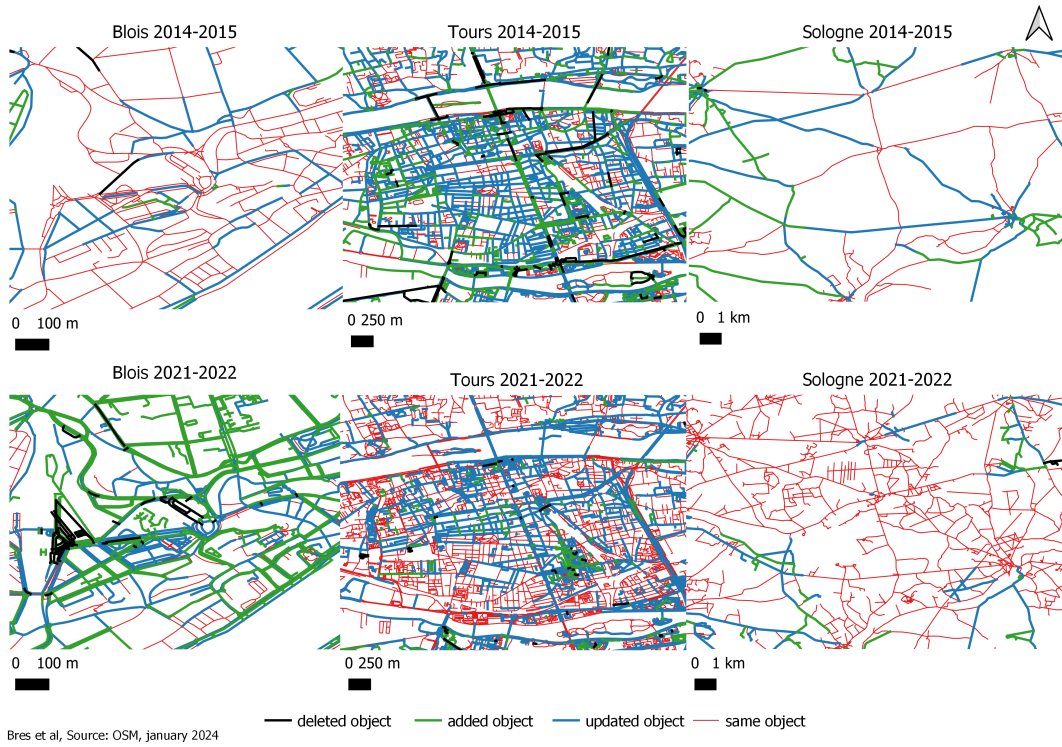 Blois 2014-2015
Tours 2014-2015
Sologne 2014-2015
0 100 m
0 250 m
0 1 km
Blois 2021-2022
Tours 2021-2022
Sologne 2021-2022
0 100 m
0 250 m
0 1 km
deleted object
added object
updated object
same object
Bres et al, Source: OSM, january 2024